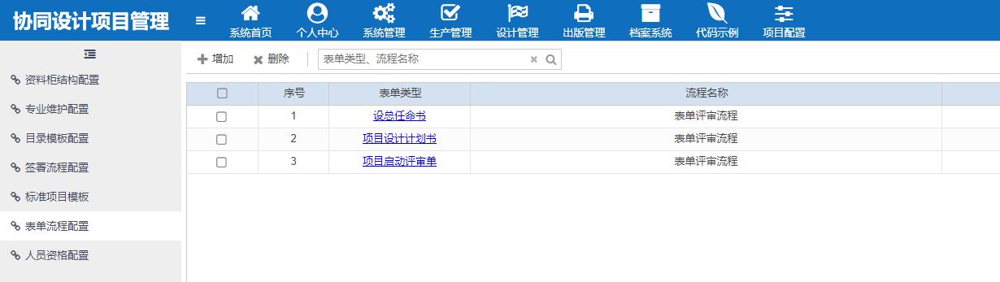 协同设计项目管理
系统首页 个人中心 系统管理 生产管理 设计管理 出版管理 档案系统 代码示例 项目配置
资料柜结构配置
专业维护配置
目录模板配置
签署流程配置
标准项目模板
表单流程配置
人员资格配置
增加 删除 表单类型、流程名称
序号 表单类型 流程名称
1 设总任命书 表单评审流程
2 项目设计计划书 表单评审流程
3 项目启动评审单 表单评审流程